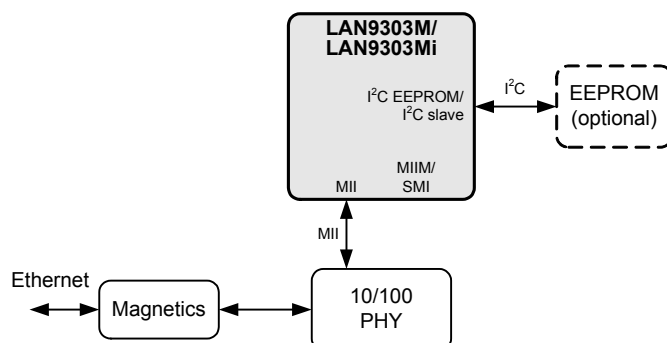 LAN9303M/
LAN9303Mi
I²C EEPROM/
I²C slave
I²C
EEPROM
(optional)
MIIM/
SMI
MII
MII
Ethernet
Magnetics
10/100
PHY